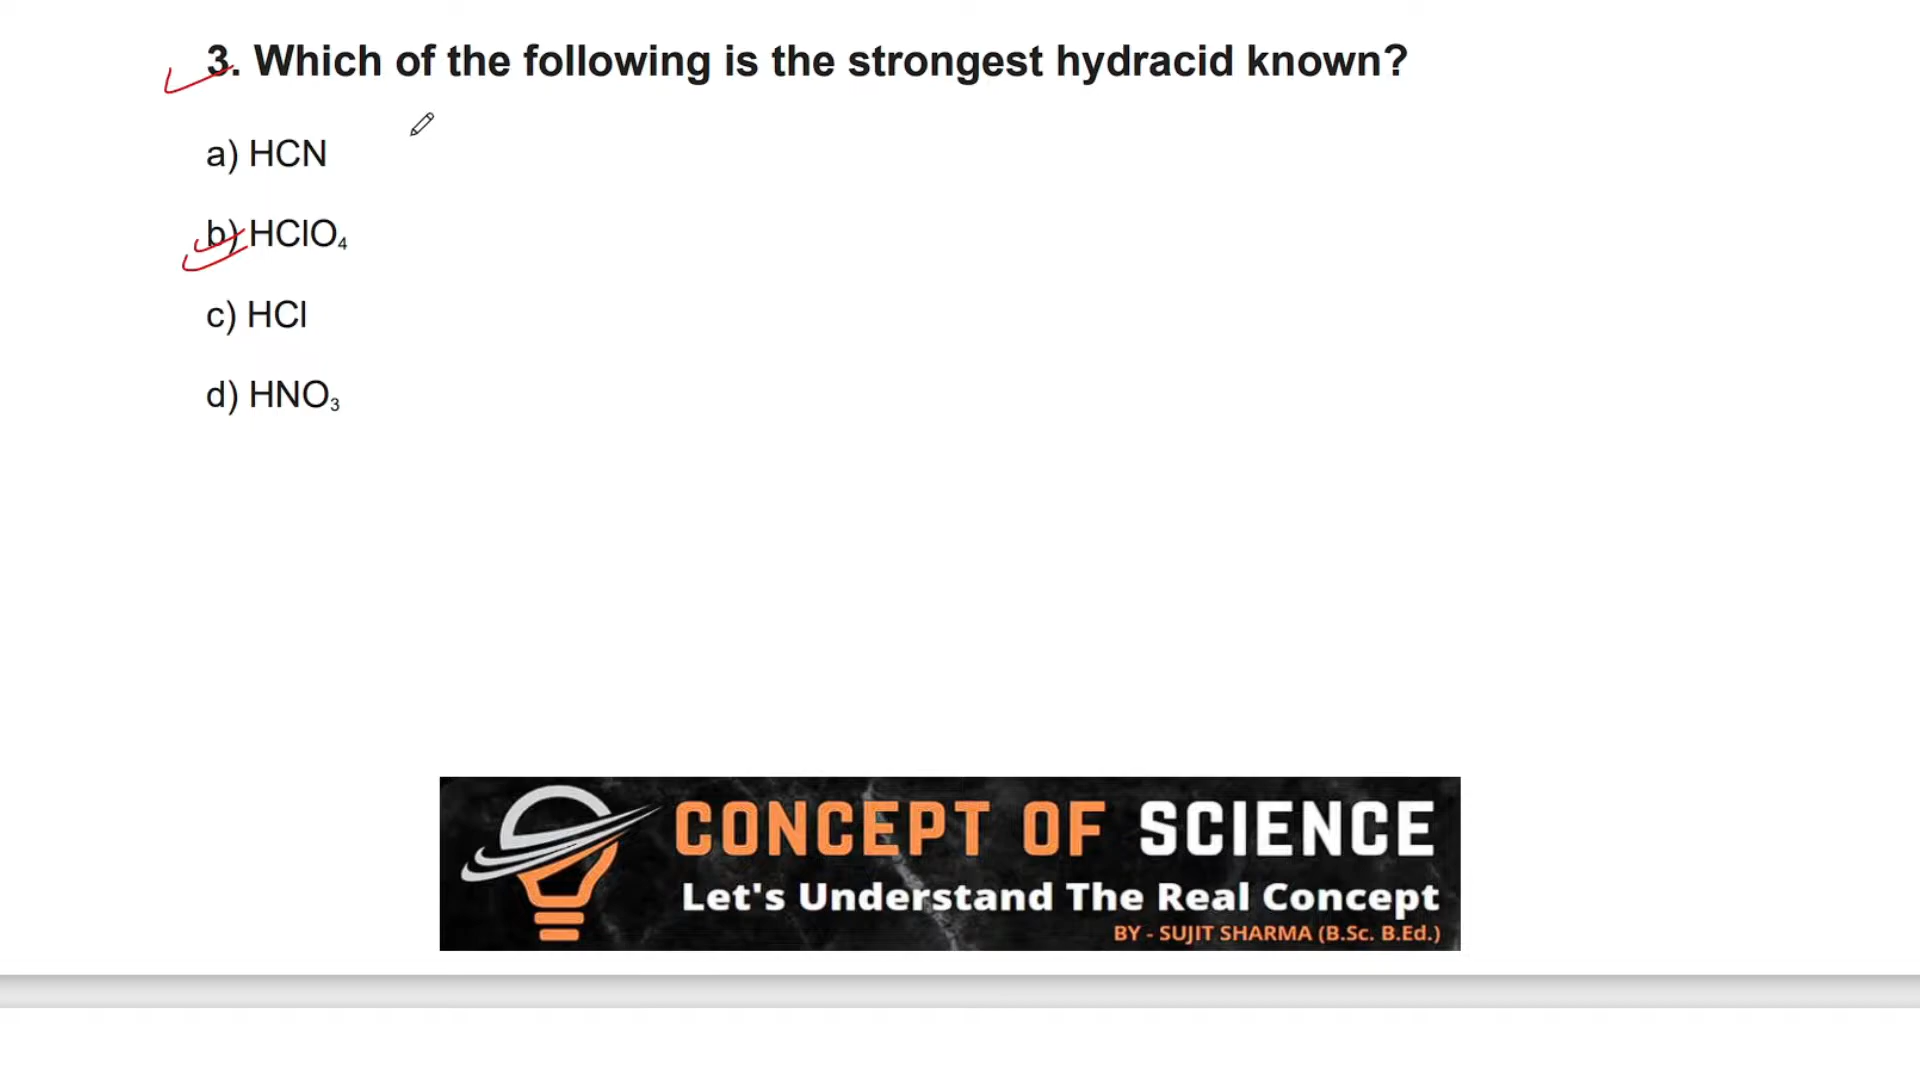 3. Which of the following is the strongest hydracid known?
a) HCN
b) HClO₄
c) HCl
d) HNO₃
CONCEPT OF SCIENCE
Let's Understand The Real Concept
BY - SUJIT SHARMA (B.Sc. B.Ed.)